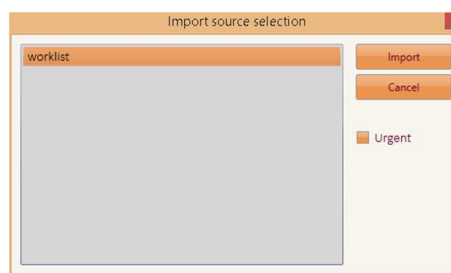 Import source selection
worklist
Import
Cancel
Urgent